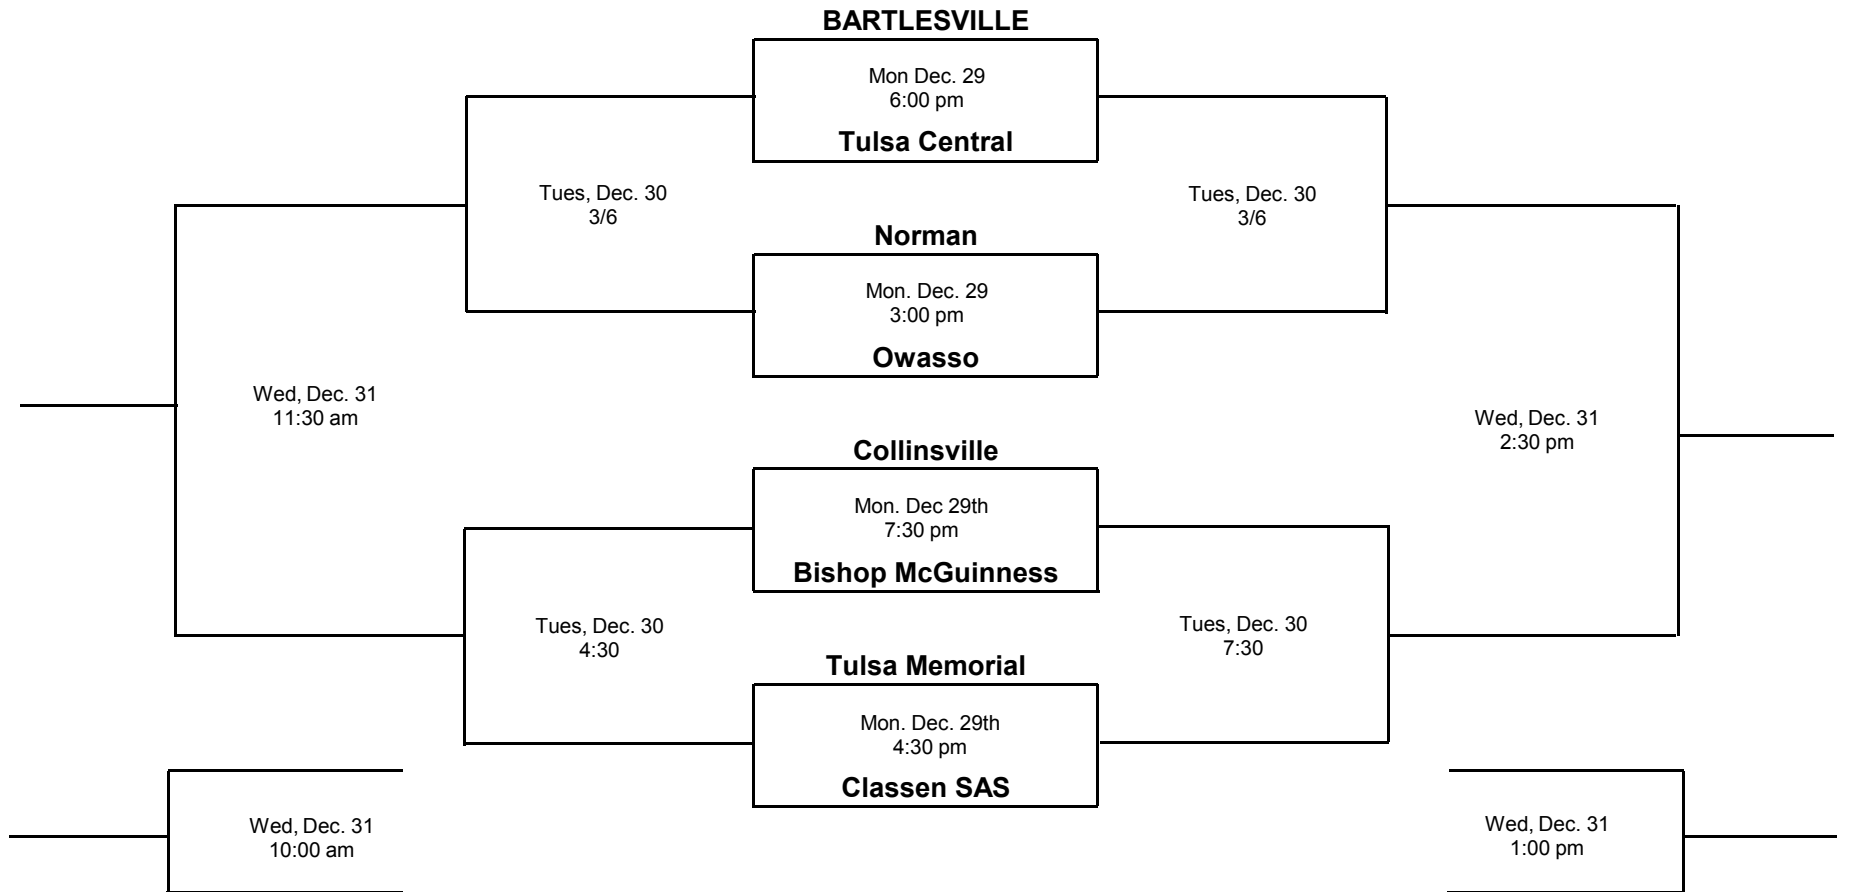 BARTLESVILLE
Mon Dec. 29
6:00 pm
Tulsa Central
Tues, Dec. 30
3/6
Tues, Dec. 30
3/6
Norman
Mon. Dec. 29
3:00 pm
Owasso
Wed, Dec. 31
11:30 am
Wed, Dec. 31
2:30 pm
Collinsville
Mon. Dec 29th
7:30 pm
Bishop McGuinness
Tues, Dec. 30
4:30
Tues, Dec. 30
7:30
Tulsa Memorial
Mon. Dec. 29th
4:30 pm
Classen SAS
Wed, Dec. 31
10:00 am
Wed, Dec. 31
1:00 pm